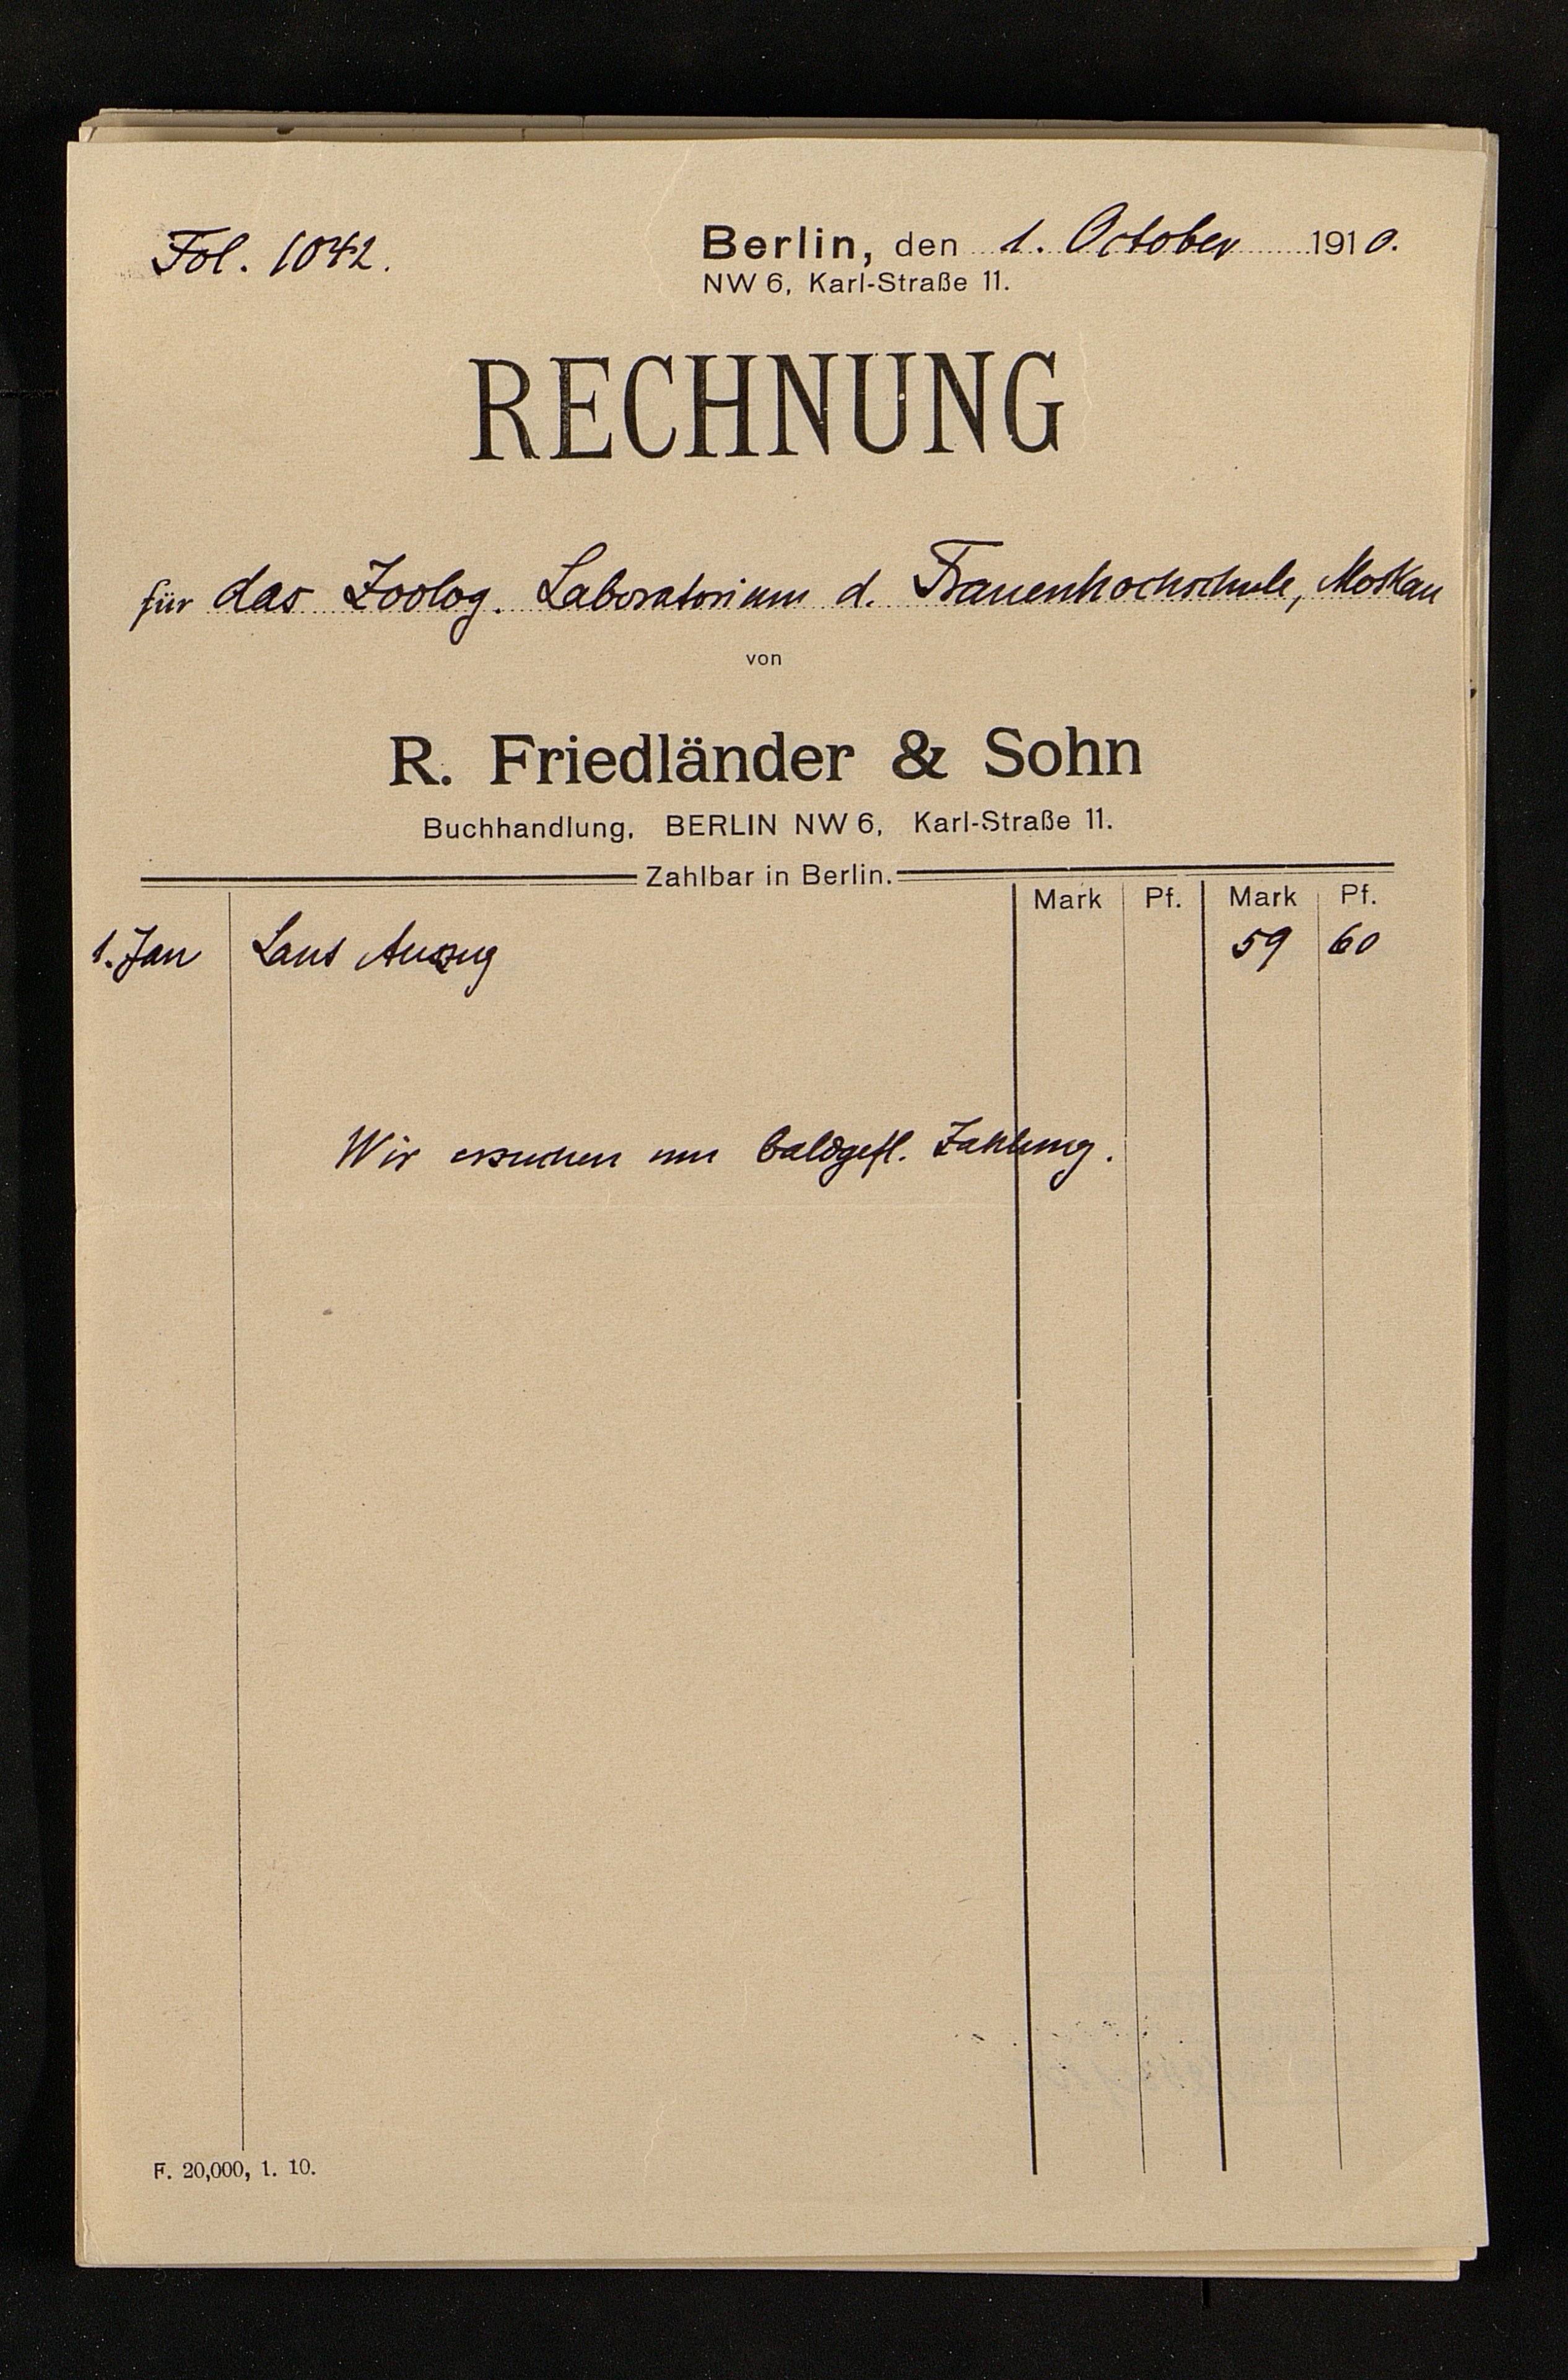 Fol. 1042.
Berlin, den 1. October 1910.
NW 6, Karl-Straße 11.
RECHNUNG
für das Zoolog. Laboratorium d. Frauenhochschule, Moskau
von
R. Friedländer & Sohn
Buchhandlung, BERLIN NW 6, Karl-Straße 11.
Zahlbar in Berlin.
Mark Pf. Mark Pf.
1. Jan Laut Auszug 59 60
Wir ersuchen um baldgefl. Zahlung.
F. 20,000, 1. 10.